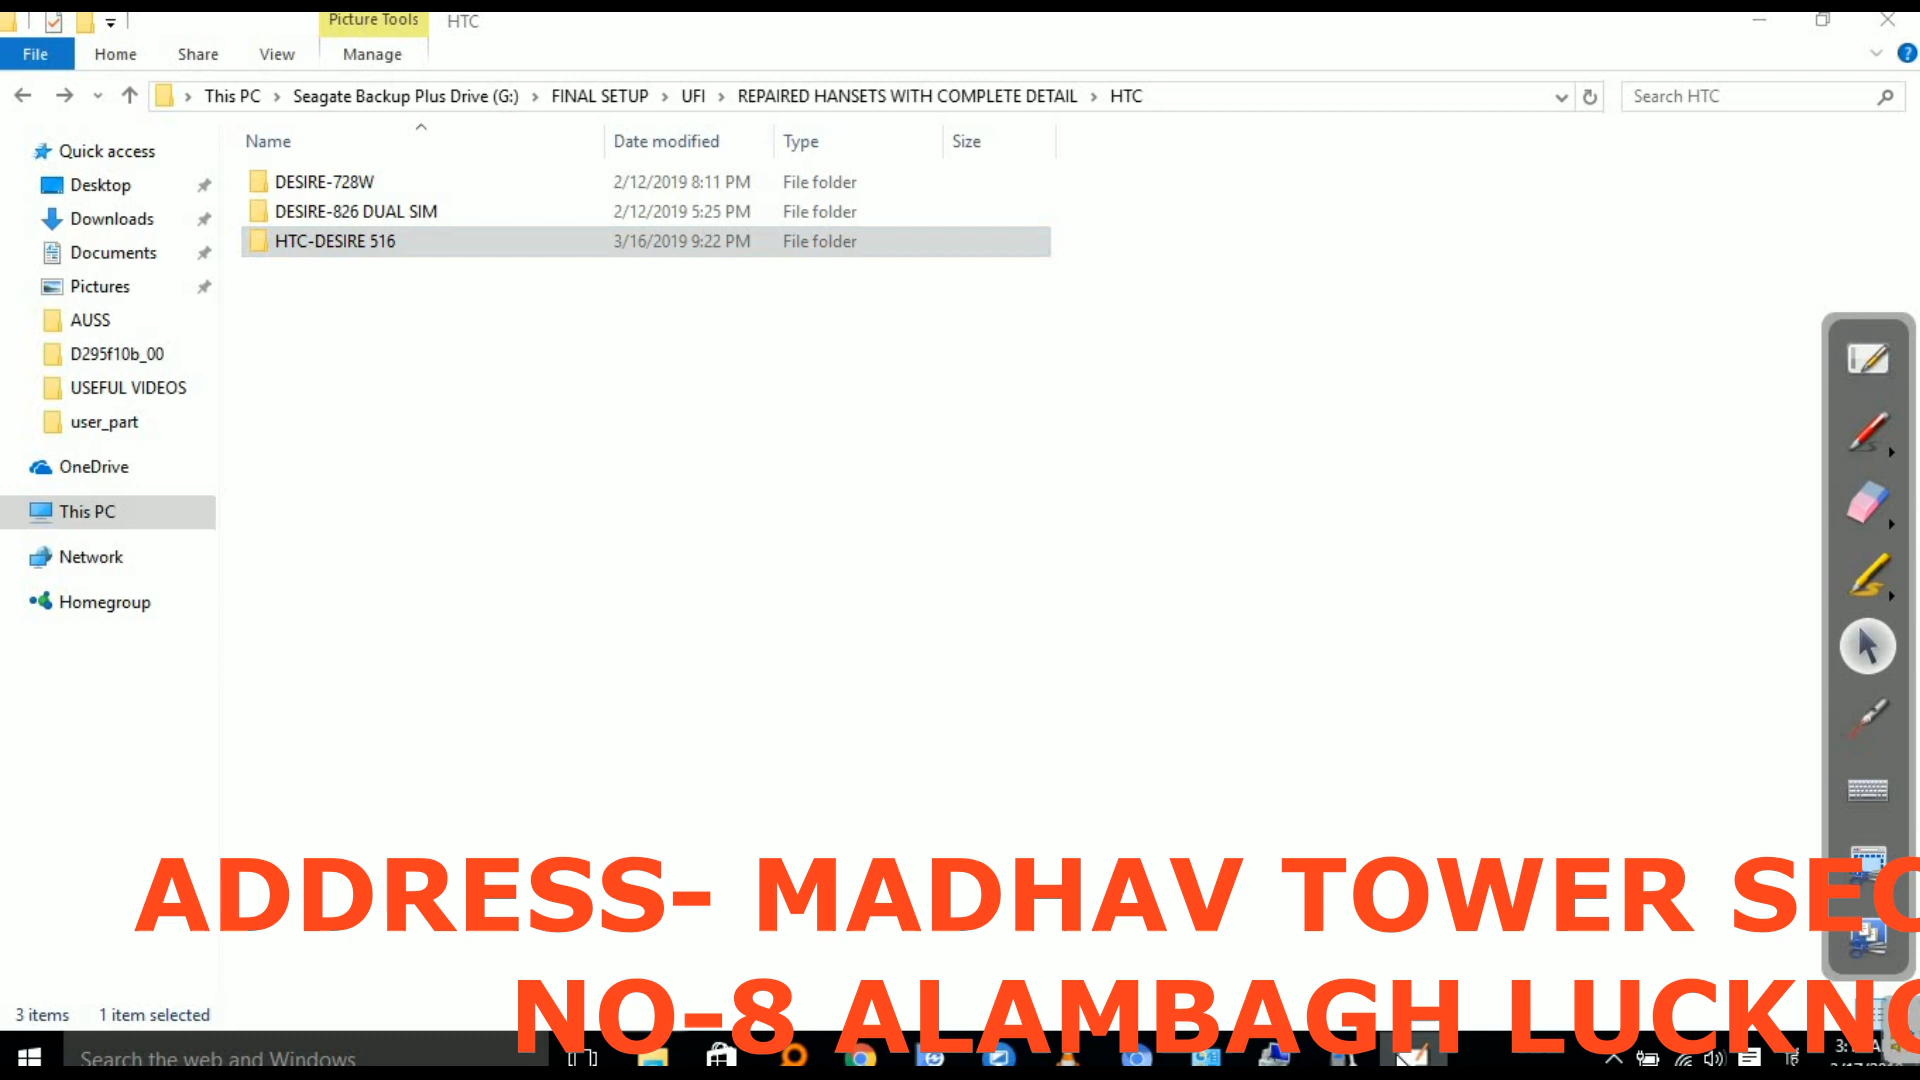 Picture Tools HTC
File Home Share View Manage
This PC Seagate Backup Plus Drive (G:) FINAL SETUP UFI REPAIRED HANSETS WITH COMPLETE DETAIL HTC Search HTC
Name Date modified Type Size
Quick access
Desktop
Downloads
Documents
Pictures
AUSS
D295f10b_00
USEFUL VIDEOS
user_part
OneDrive
This PC
Network
Homegroup
DESIRE-728W 2/12/2019 8:11 PM File folder
DESIRE-826 DUAL SIM 2/12/2019 5:25 PM File folder
HTC-DESIRE 516 3/16/2019 9:22 PM File folder
ADDRESS- MADHAV TOWER SEC
NO-8 ALAMBAGH LUCKNO
3 items 1 item selected
Search the web and Windows